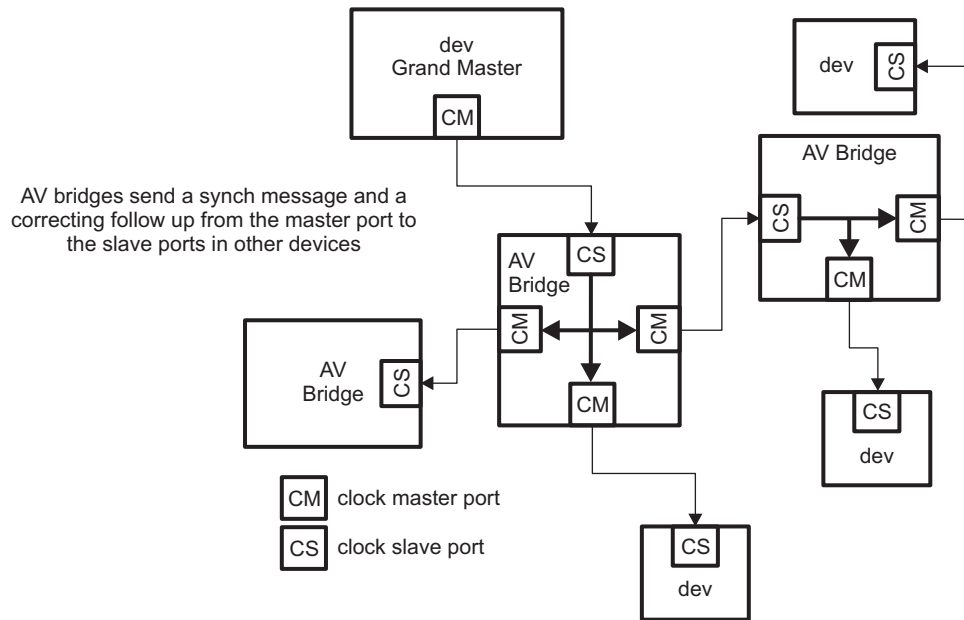 dev
Grand Master
CM
dev
CS
AV Bridge
CS
CM
CM
AV bridges send a synch message and a
correcting follow up from the master port to
the slave ports in other devices
CS
AV
Bridge
CM
CM
CM
AV
Bridge
CS
CS
dev
CM clock master port
CS clock slave port
CS
dev